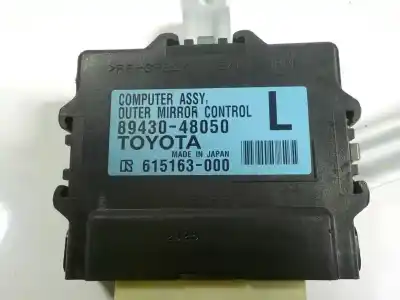 COMPUTER ASSY,
OUTER MIRROR CONTROL
89430-48050 L
TOYOTA
MADE IN JAPAN
615163-000